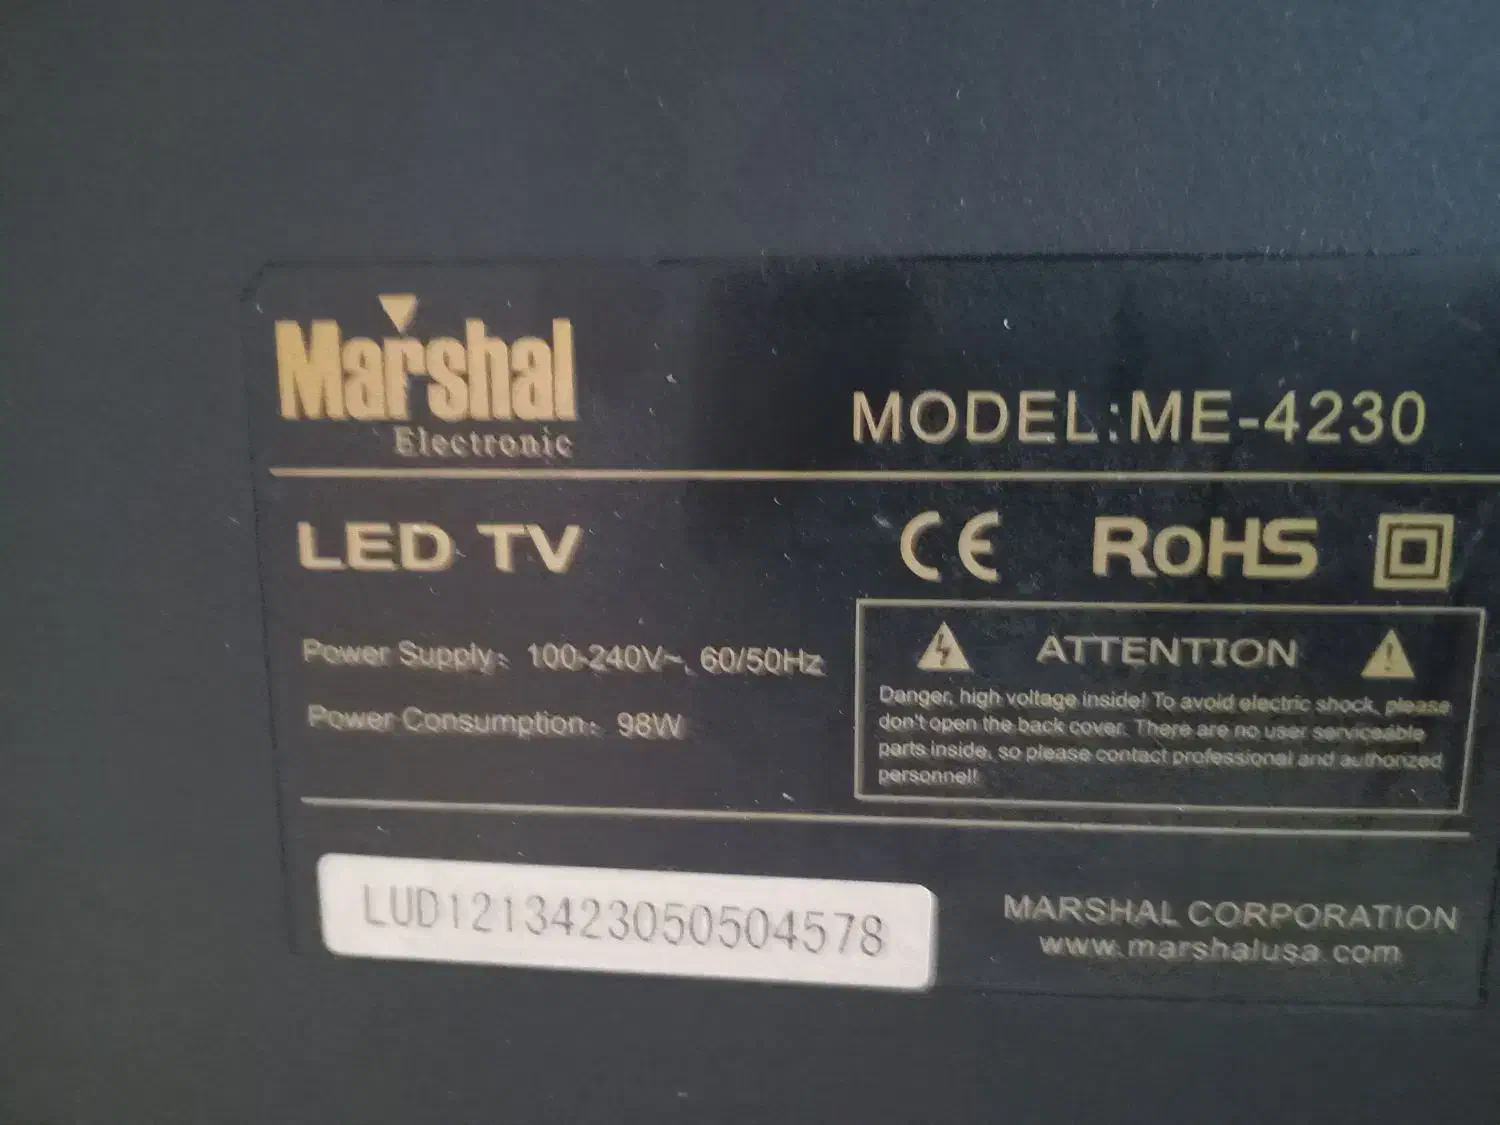 Marshal
Electronic
MODEL:ME-4230
LED TV
CE RoHS
Power Supply: 100-240V~, 60/50Hz
Power Consumption: 98W
ATTENTION
Danger, high voltage inside! To avoid electric shock, please
don't open the back cover. There are no user serviceable
parts inside, so please contact professional and authorized
personnel!
LUD1213423050504578
MARSHAL CORPORATION
www.marshalusa.com